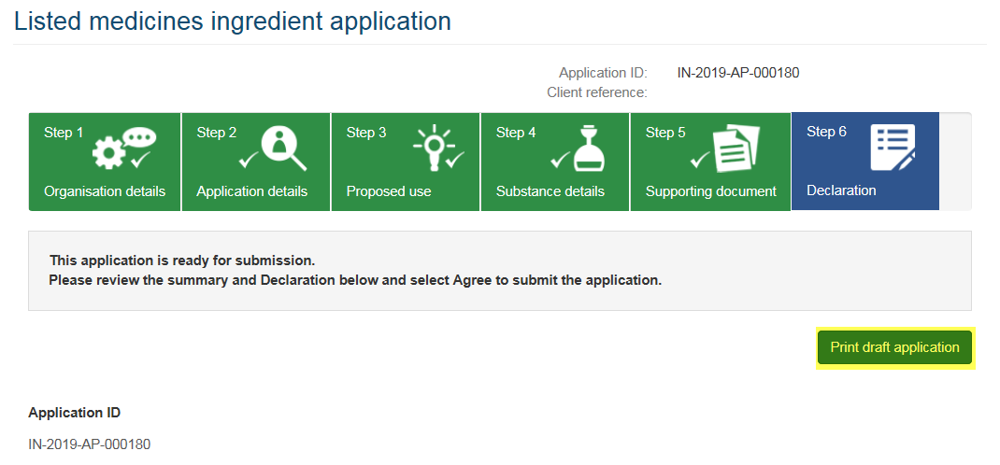 Listed medicines ingredient application
Application ID: IN-2019-AP-000180
Client reference:
Step 1
Organisation details
Step 2
Application details
Step 3
Proposed use
Step 4
Substance details
Step 5
Supporting document
Step 6
Declaration
This application is ready for submission.
Please review the summary and Declaration below and select Agree to submit the application.
Print draft application
Application ID
IN-2019-AP-000180